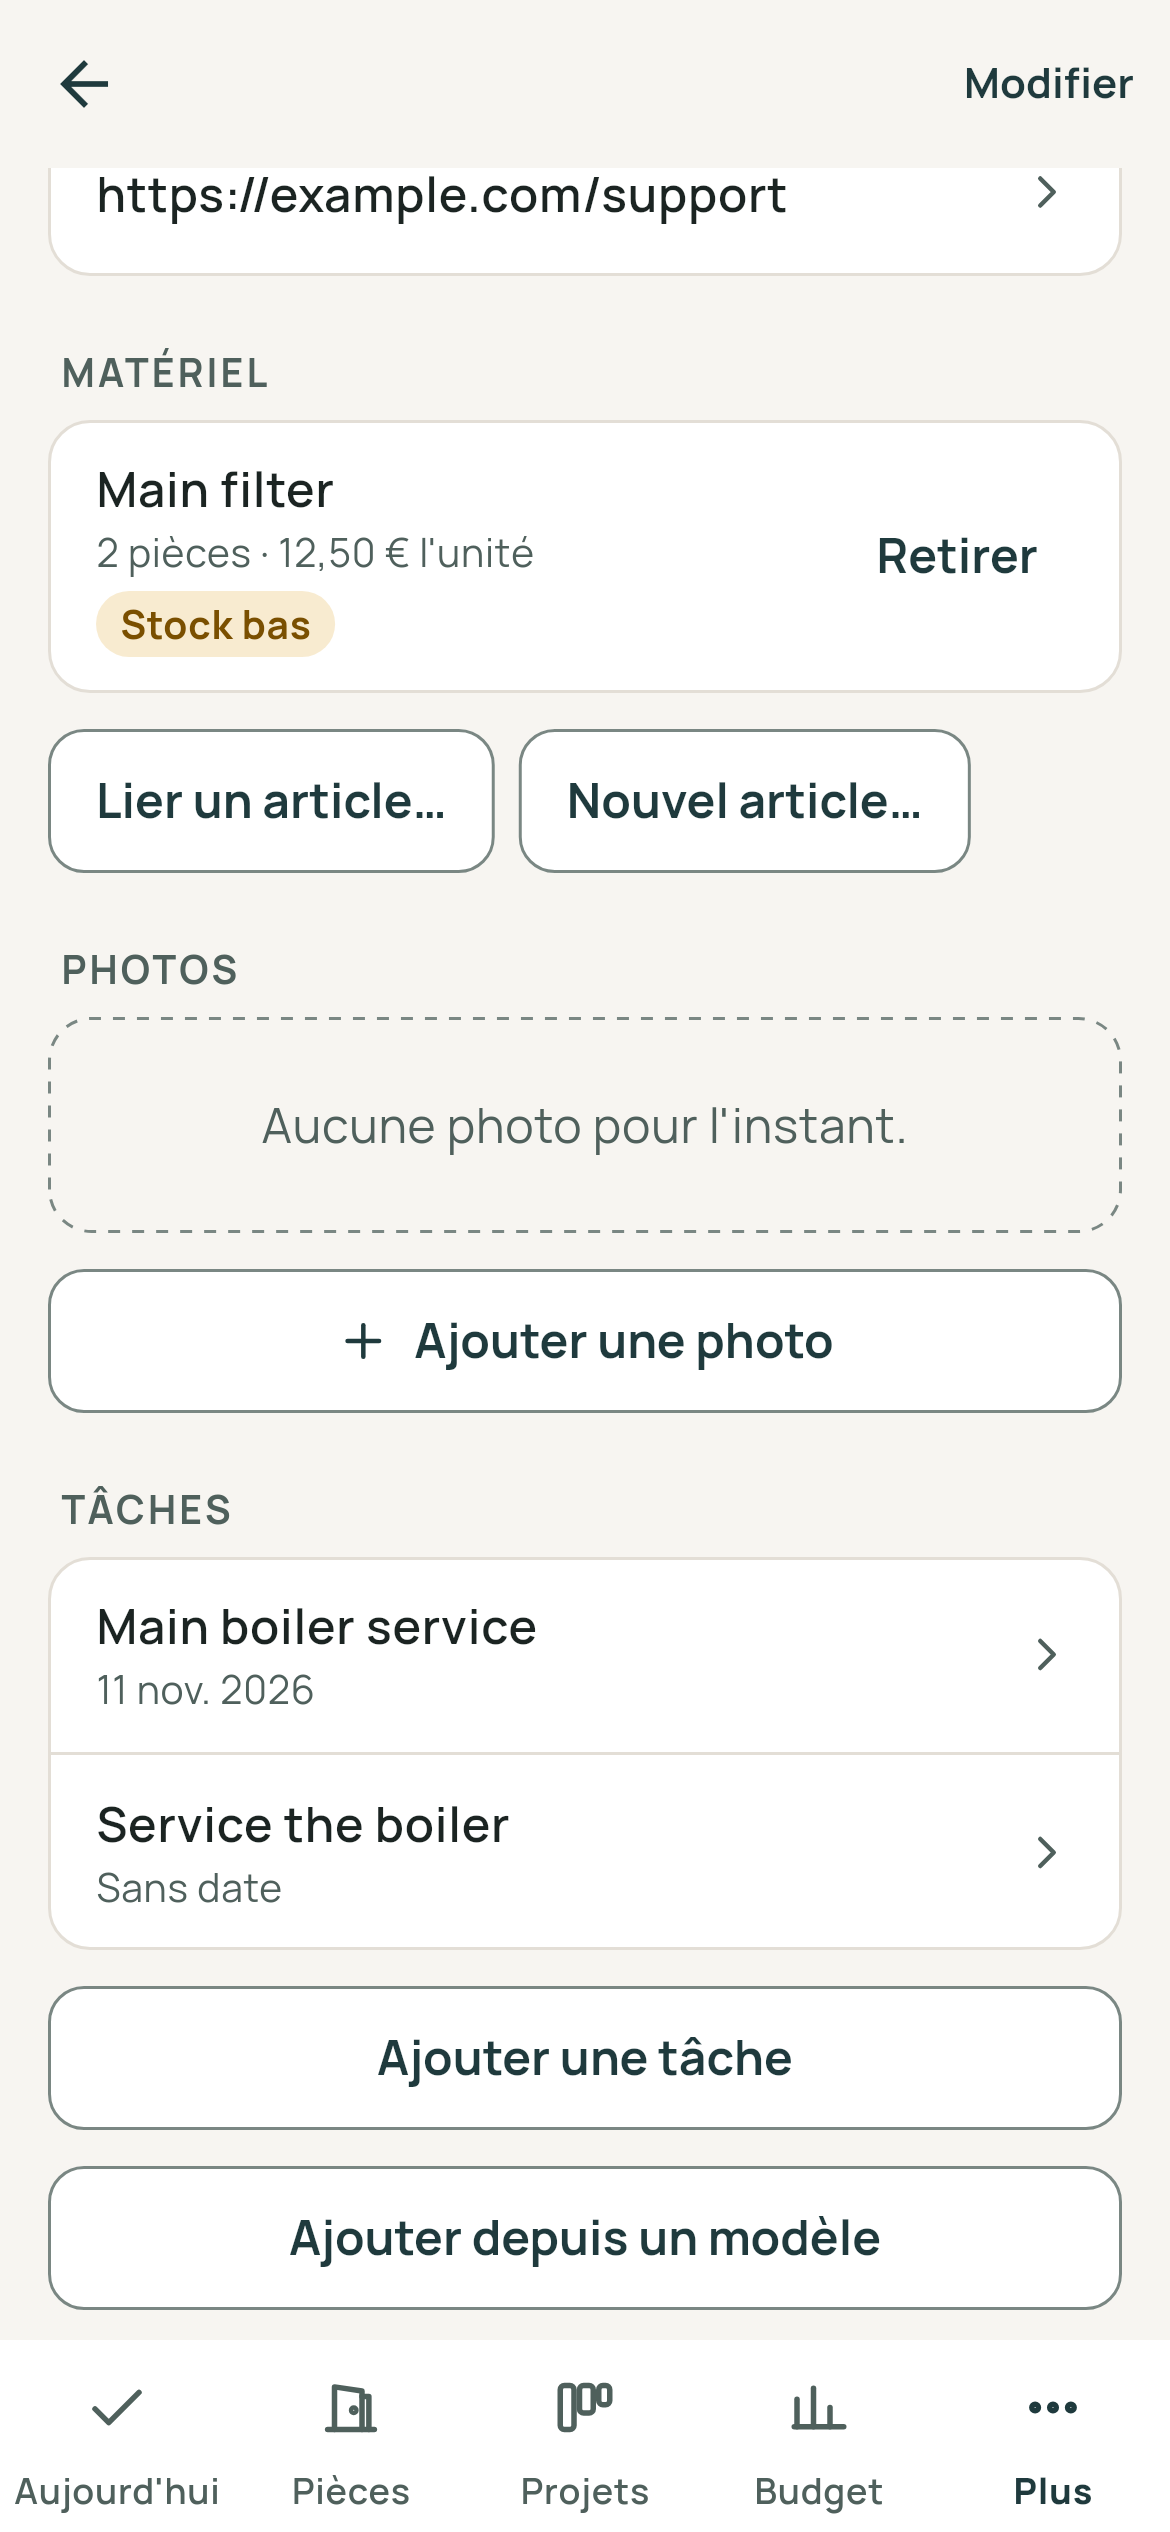 Modifier
https://example.com/support
MATÉRIEL
Main filter
2 pièces · 12,50 € l'unité
Retirer
Stock bas
Lier un article…
Nouvel article…
PHOTOS
Aucune photo pour l'instant.
Ajouter une photo
TÂCHES
Main boiler service
11 nov. 2026
Service the boiler
Sans date
Ajouter une tâche
Ajouter depuis un modèle
Aujourd'hui
Pièces
Projets
Budget
Plus